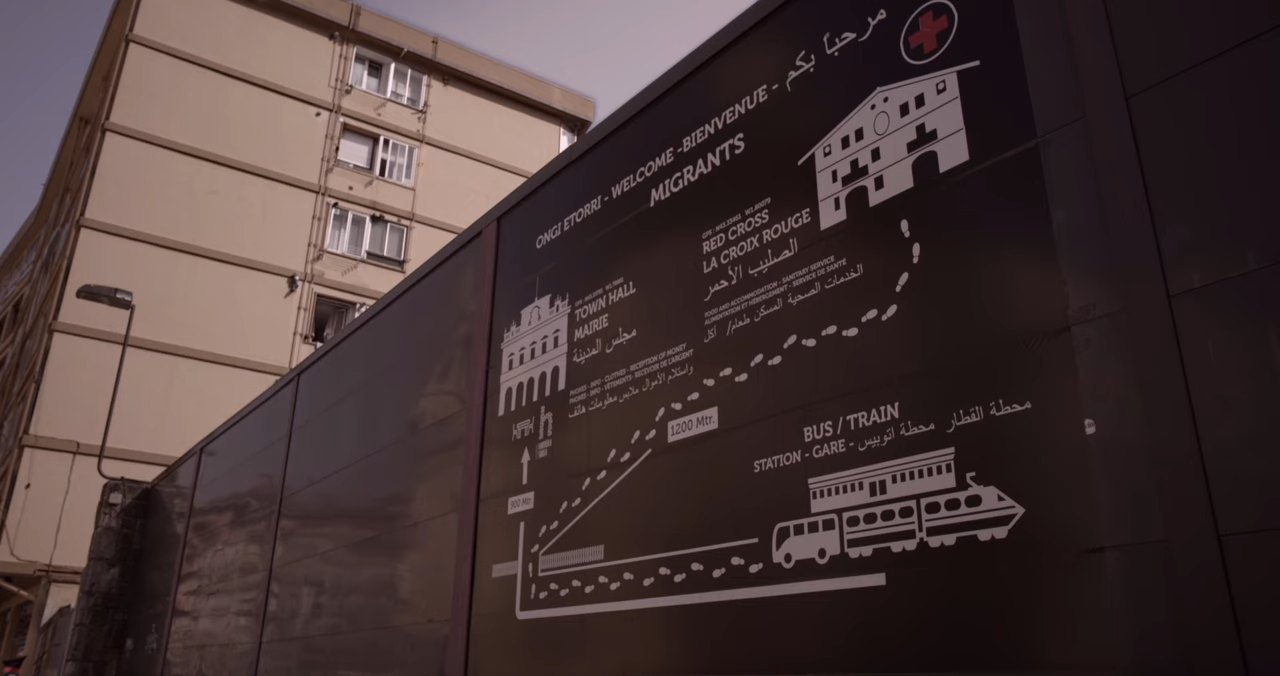 ONGI ETORRI - WELCOME - BIENVENUE - مرحباً بكم
MIGRANTS
RED CROSS
LA CROIX ROUGE
الصليب الأحمر
FOOD AND ACCOMMODATION - SANITARY SERVICE
ALIMENTATION ET HEBERGEMENT - SERVICE DE SANTE
الخدمات الصحية المسكن طعام/ أكل
TOWN HALL
MAIRIE
مجلس المدينة
PHONES - INFO - CLOTHES - RECEPTION OF MONEY
PHONES - INFO - VÊTEMENTS - RECEVOIR DE L'ARGENT
واستلام الأموال ملابس معلومات هاتف
1200 Mtr.
900 Mtr.
BUS / TRAIN
STATION - GARE - محطة القطار محطة اتوبيس